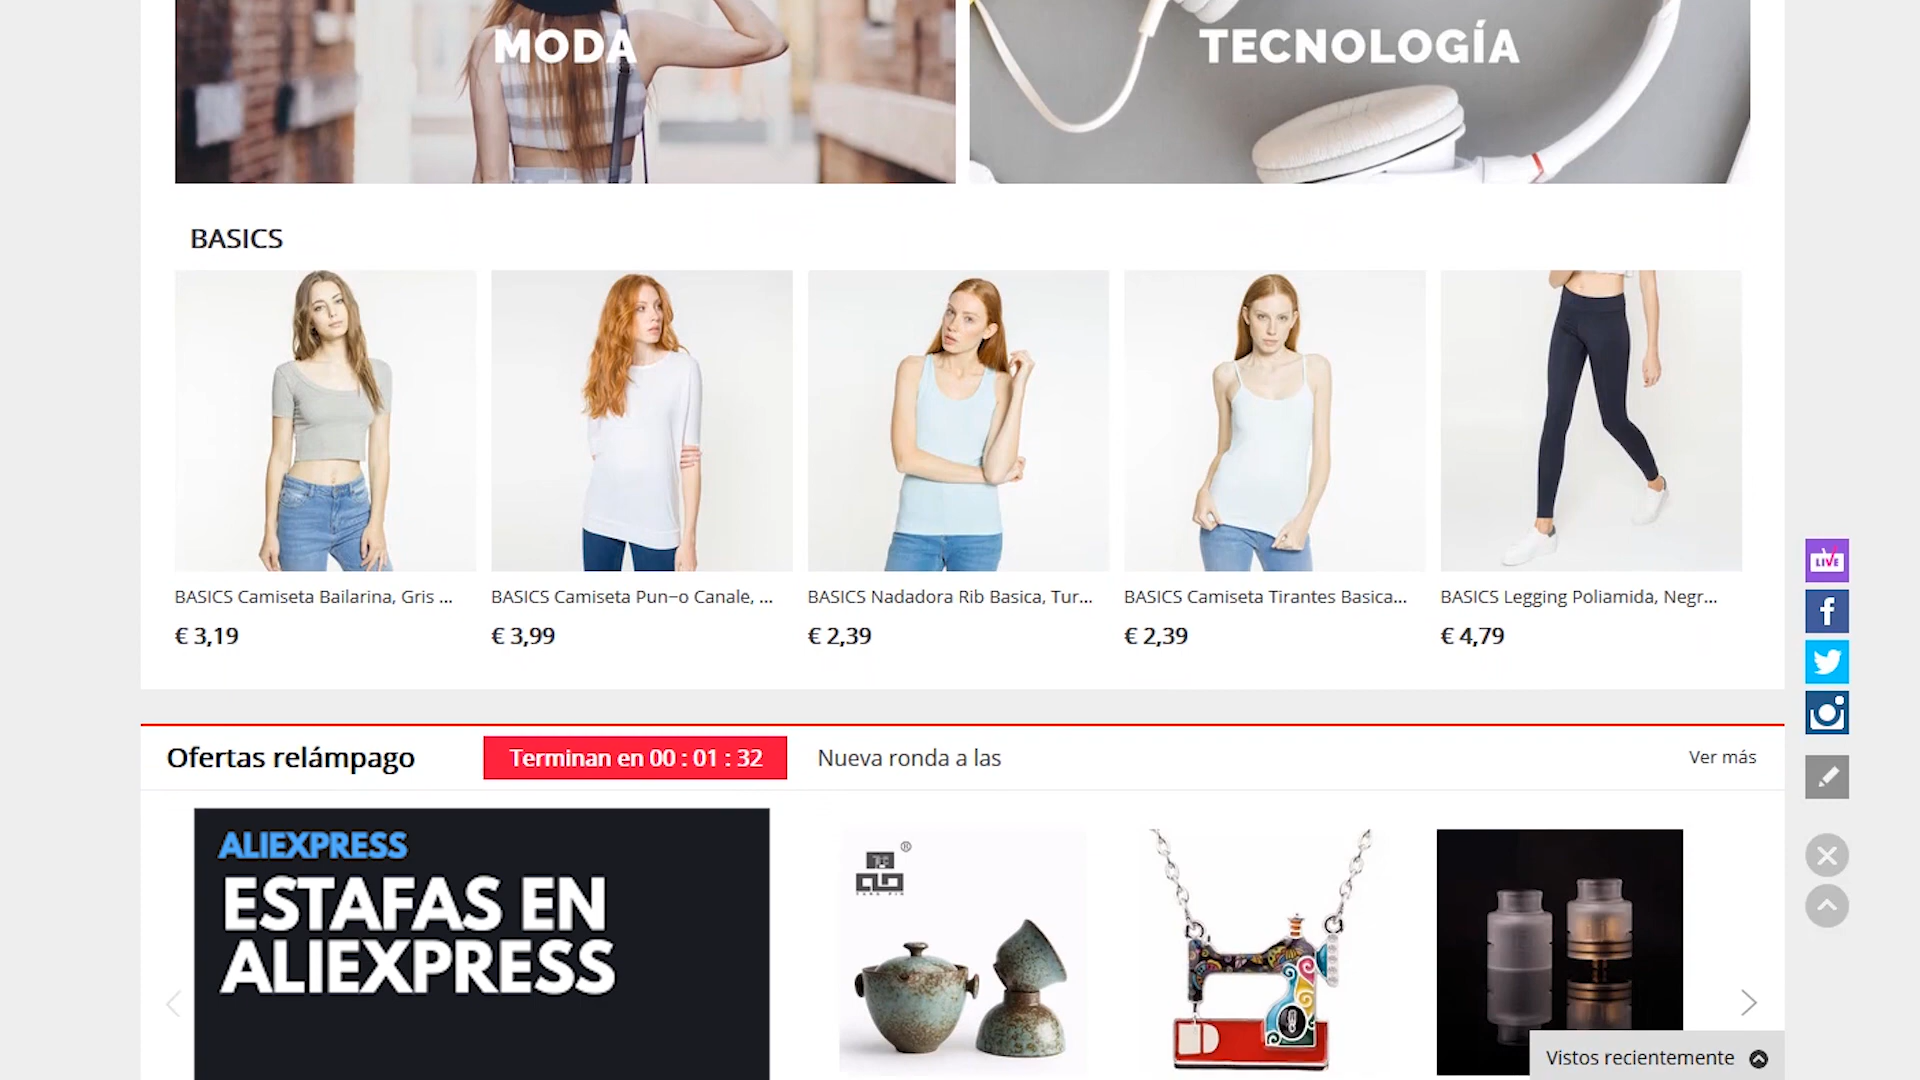 MODA
TECNOLOGÍA
BASICS
BASICS Camiseta Bailarina, Gris ...
BASICS Camiseta Pun–o Canale, ...
BASICS Nadadora Rib Basica, Tur...
BASICS Camiseta Tirantes Basica...
BASICS Legging Poliamida, Negr...
€ 3,19
€ 3,99
€ 2,39
€ 2,39
€ 4,79
LIVE
Ofertas relámpago
Terminan en 00 : 01 : 32
Nueva ronda a las
Ver más
ALIEXPRESS
ESTAFAS EN
ALIEXPRESS
Vistos recientemente